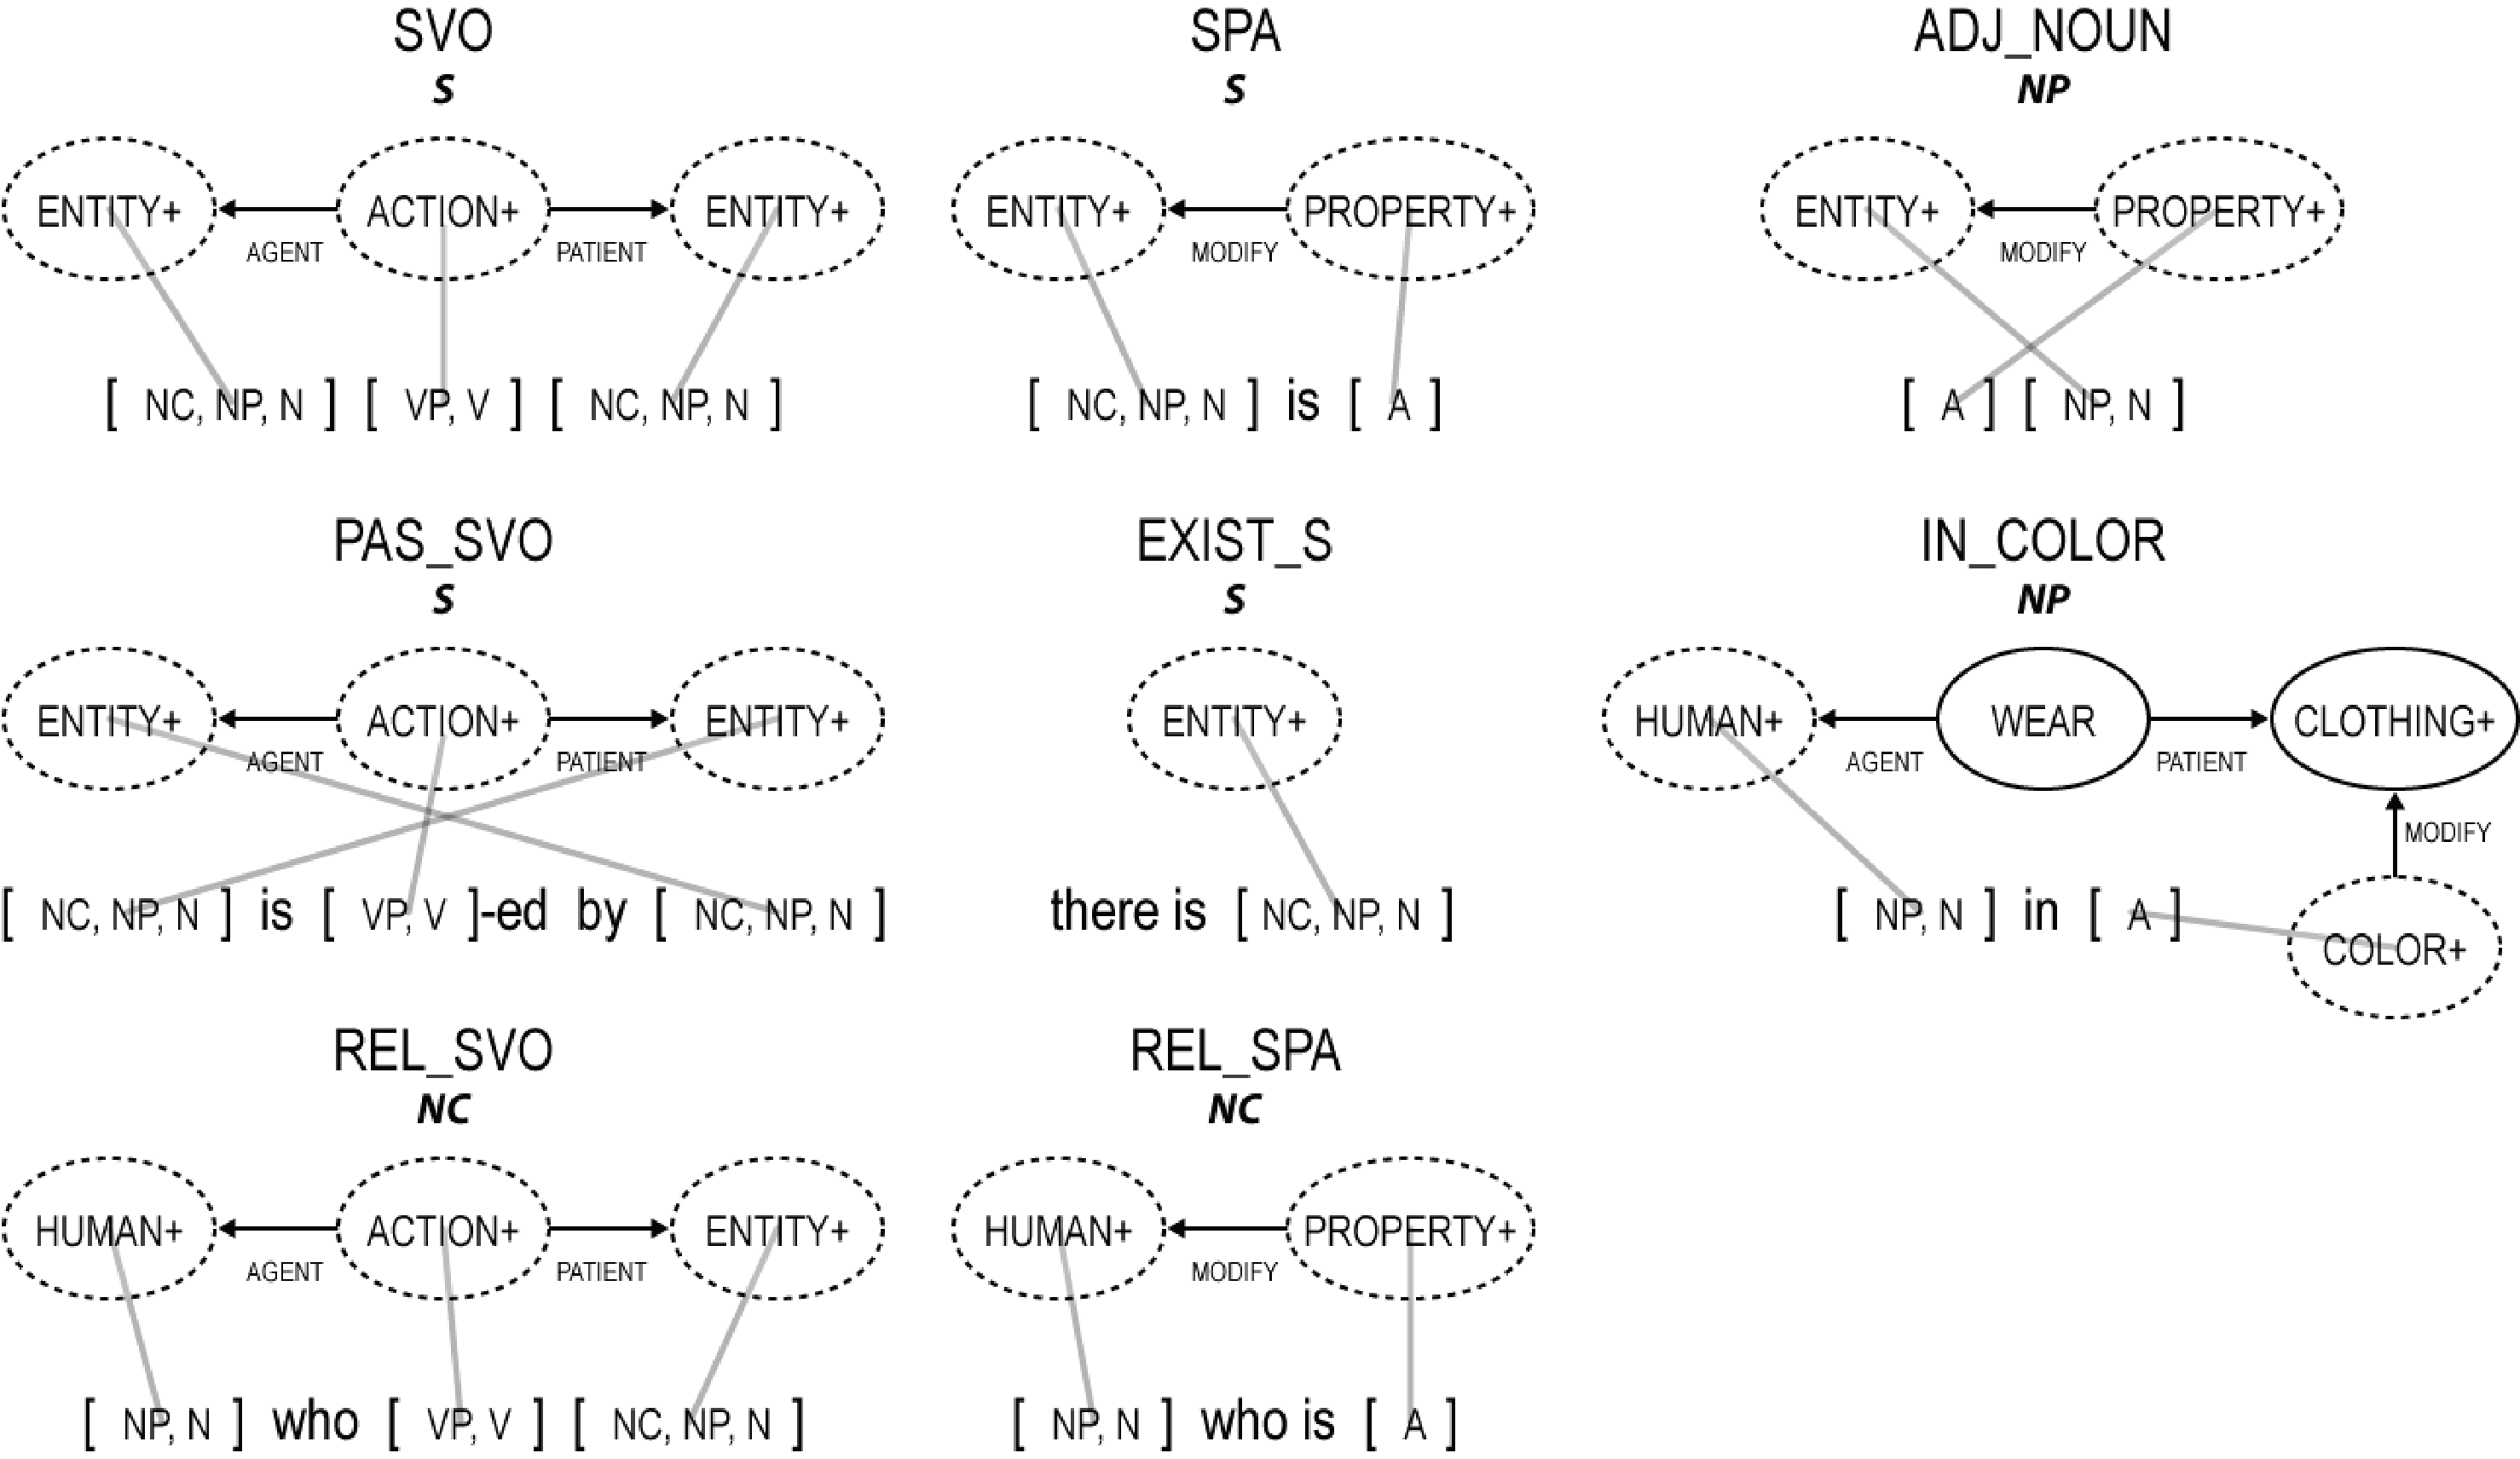 SVO
S
ENTITY+ ACTION+ ENTITY+
AGENT PATIENT
[ NC, NP, N ] [ VP, V ] [ NC, NP, N ]
SPA
S
ENTITY+ PROPERTY+
MODIFY
[ NC, NP, N ] is [ A ]
ADJ_NOUN
NP
ENTITY+ PROPERTY+
MODIFY
[ A ] [ NP, N ]
PAS_SVO
S
ENTITY+ ACTION+ ENTITY+
AGENT PATIENT
[ NC, NP, N ] is [ VP, V ]-ed by [ NC, NP, N ]
EXIST_S
S
ENTITY+
there is [ NC, NP, N ]
IN_COLOR
NP
HUMAN+ WEAR CLOTHING+
AGENT PATIENT
MODIFY
[ NP, N ] in [ A ]
COLOR+
REL_SVO
NC
HUMAN+ ACTION+ ENTITY+
AGENT PATIENT
[ NP, N ] who [ VP, V ] [ NC, NP, N ]
REL_SPA
NC
HUMAN+ PROPERTY+
MODIFY
[ NP, N ] who is [ A ]